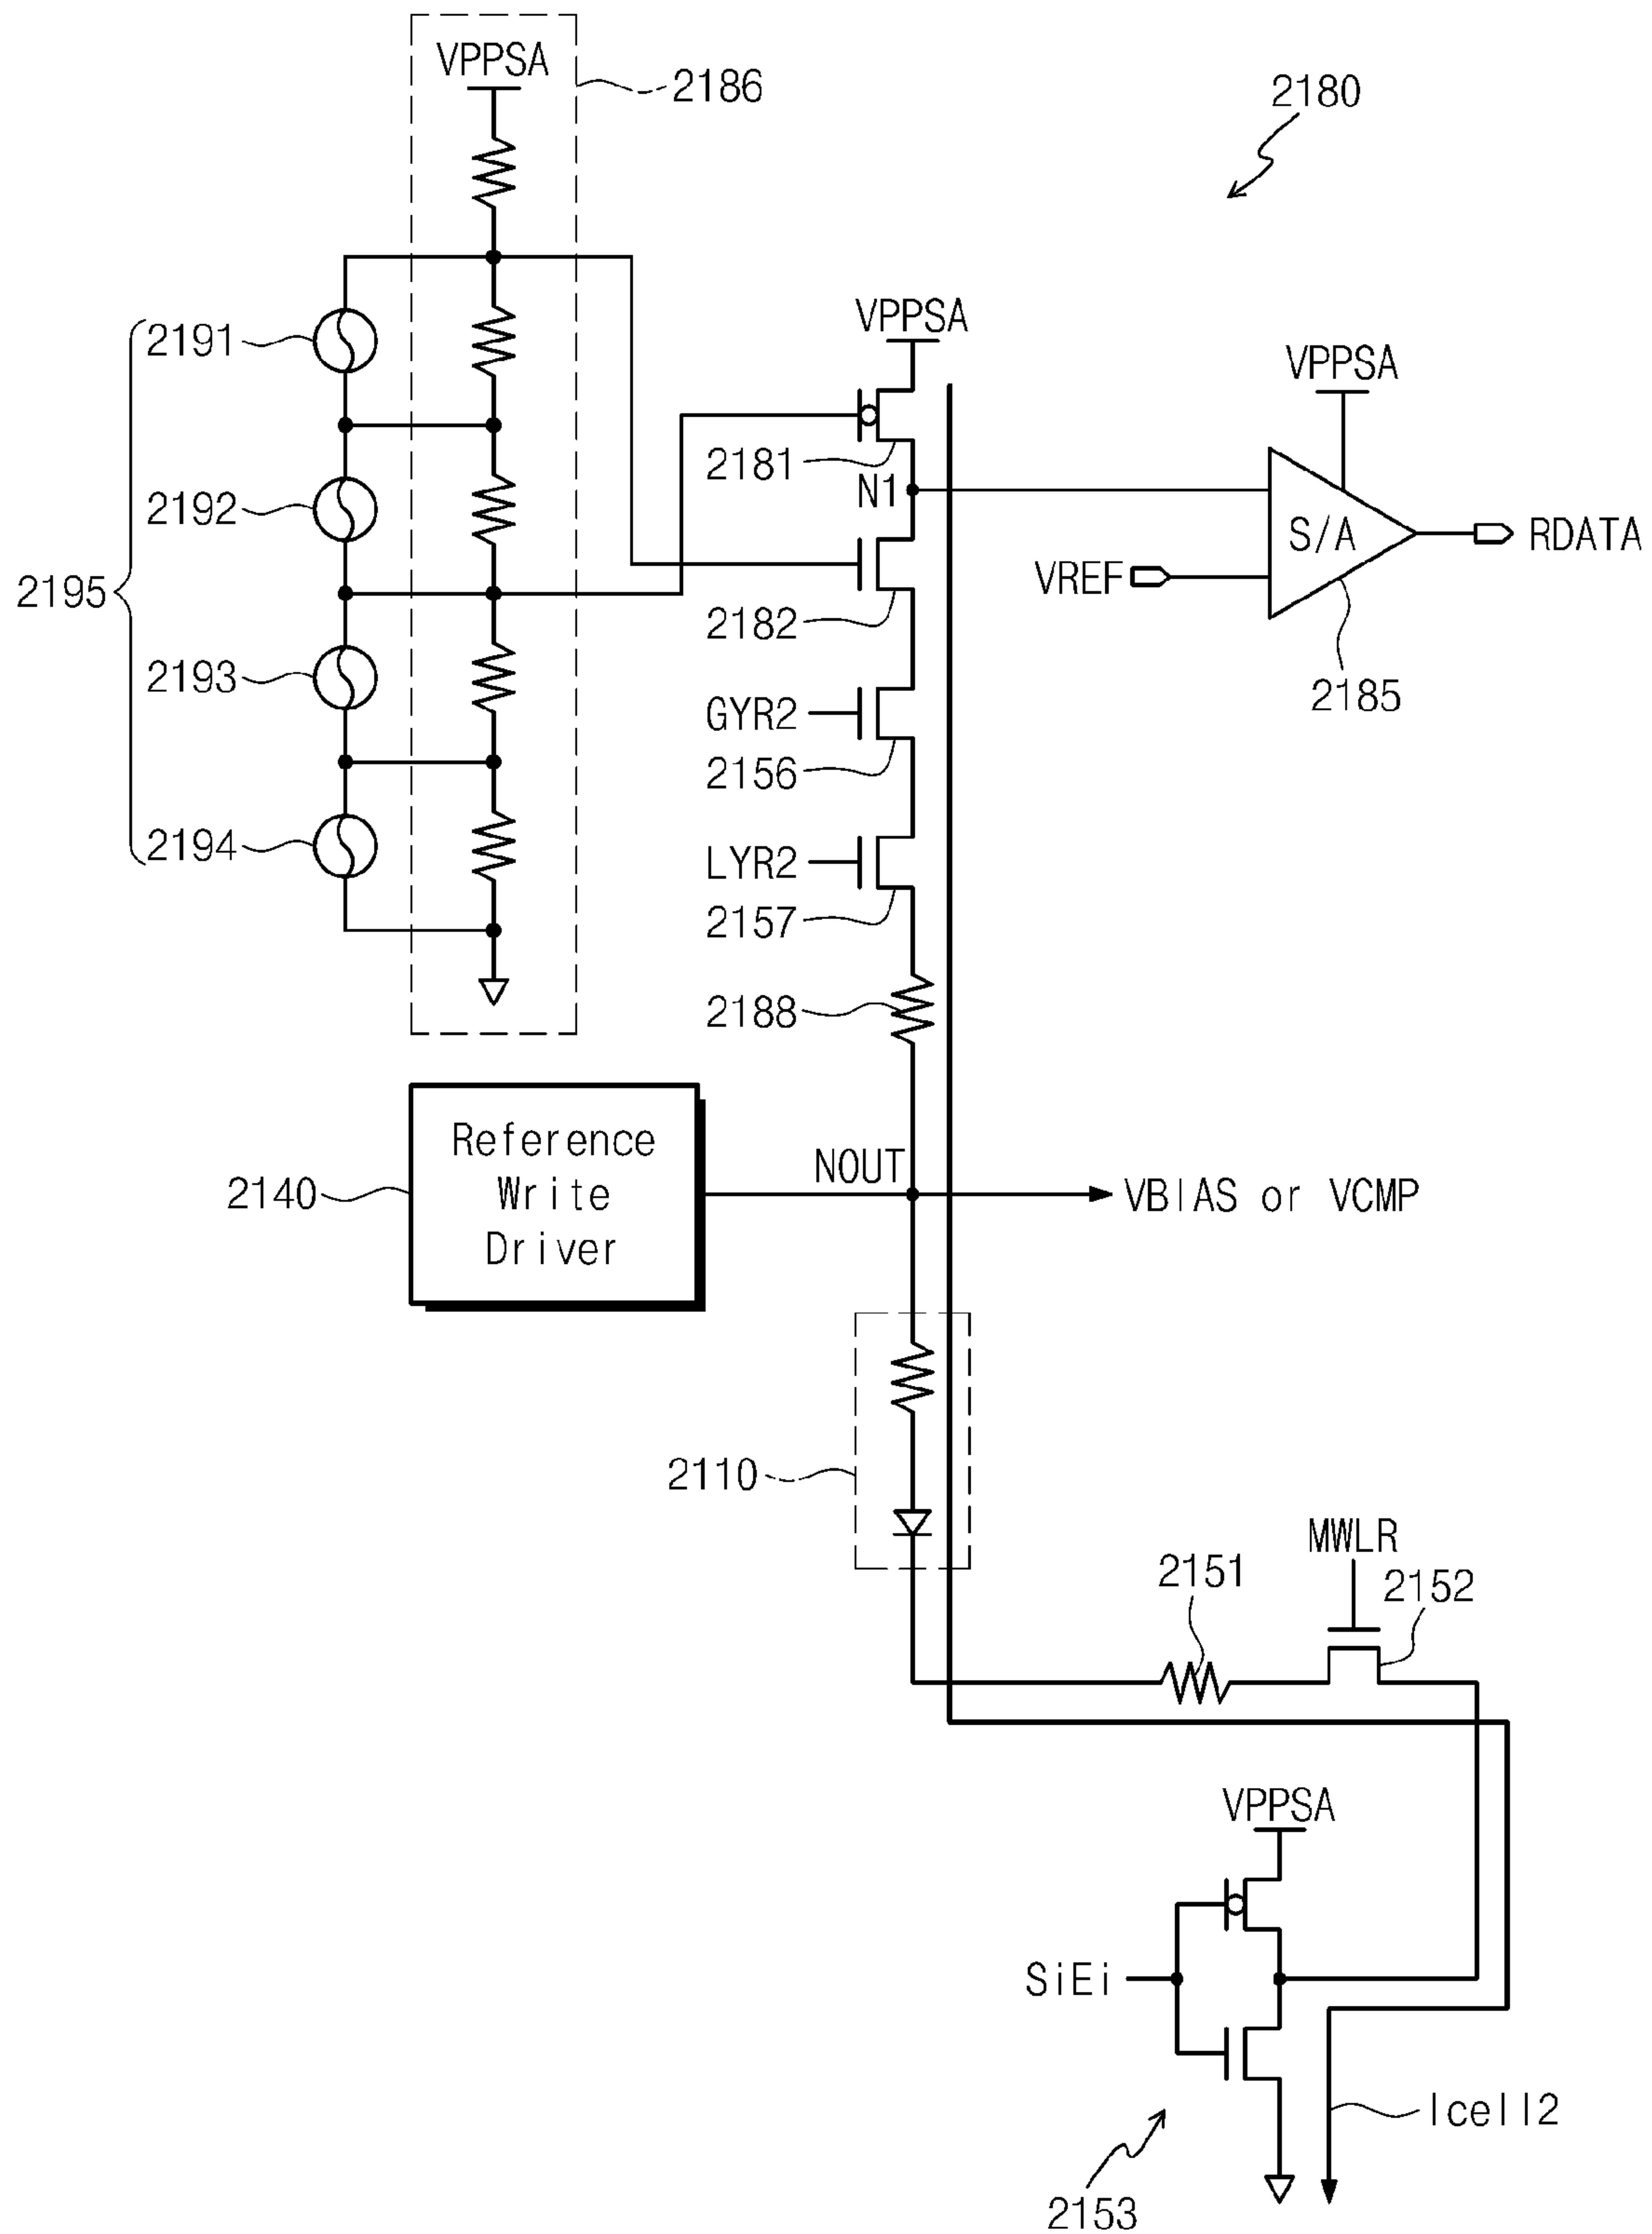 VPPSA
2186
2180
2191
2192
2195
2193
2194
VPPSA
2181
N1
VPPSA
S/A
RDATA
VREF
2182
2185
GYR2
2156
LYR2
2157
2188
Reference
Write
Driver
2140
NOUT
VBIAS or VCMP
2110
MWLR
2151
2152
VPPSA
SiEi
Icell2
2153